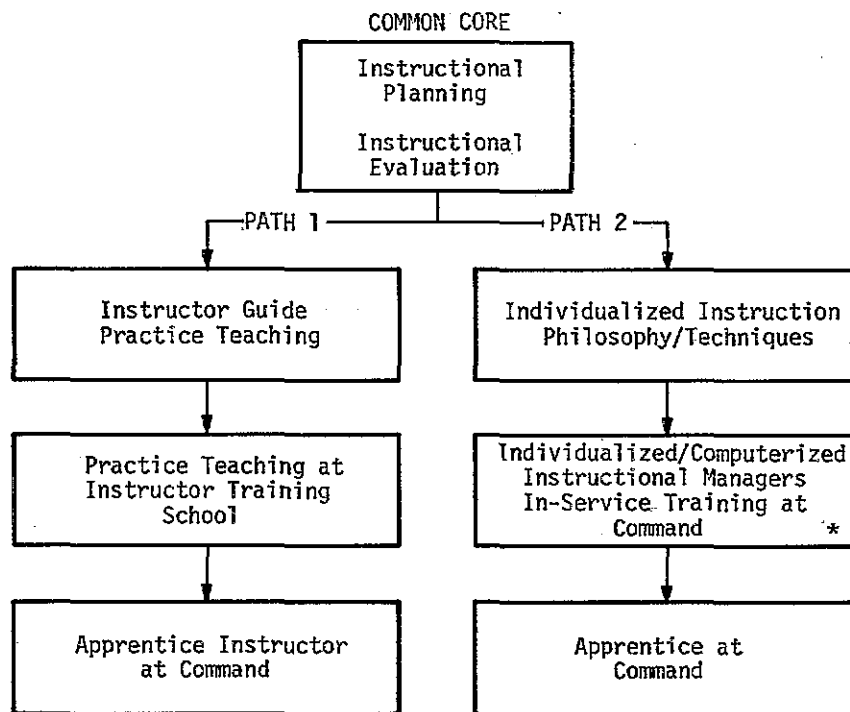 COMMON CORE
Instructional
Planning
Instructional
Evaluation
PATH 1
PATH 2
Instructor Guide
Practice Teaching
Individualized Instruction
Philosophy/Techniques
Practice Teaching at
Instructor Training
School
Individualized/Computerized
Instructional Managers
In-Service Training at
Command *
Apprentice Instructor
at Command
Apprentice at
Command